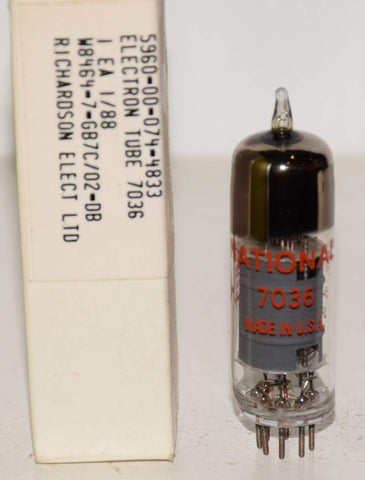 5960-00-074-4833
ELECTRON TUBE 7036
1 EA 1/88
W8464-7-GB7C/02-DB
RICHARDSON ELECT LTD
NATIONAL
7036
MADE IN U.S.A.